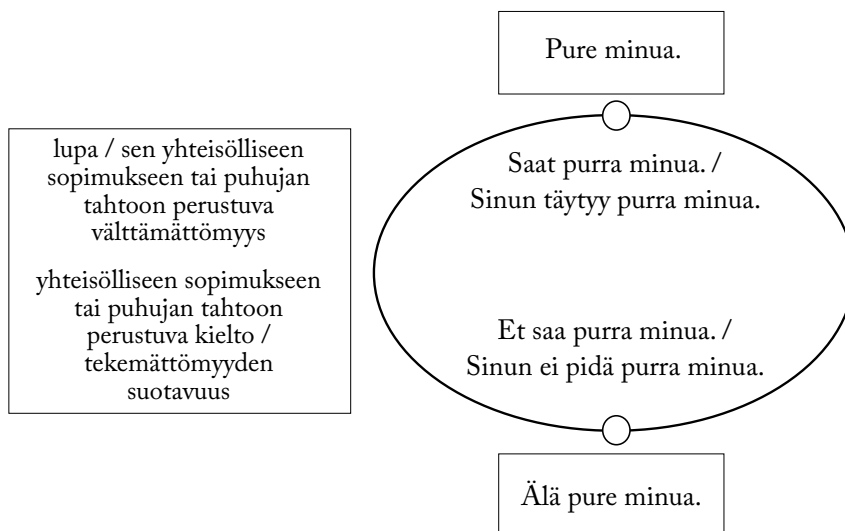 Pure minua.
lupa / sen yhteisölliseen
sopimukseen tai puhujan
tahtoon perustuva
välttämättömyys
yhteisölliseen sopimukseen
tai puhujan tahtoon
perustuva kielto /
tekemättömyyden
suotavuus
Saat purra minua. /
Sinun täytyy purra minua.
Et saa purra minua. /
Sinun ei pidä purra minua.
Älä pure minua.